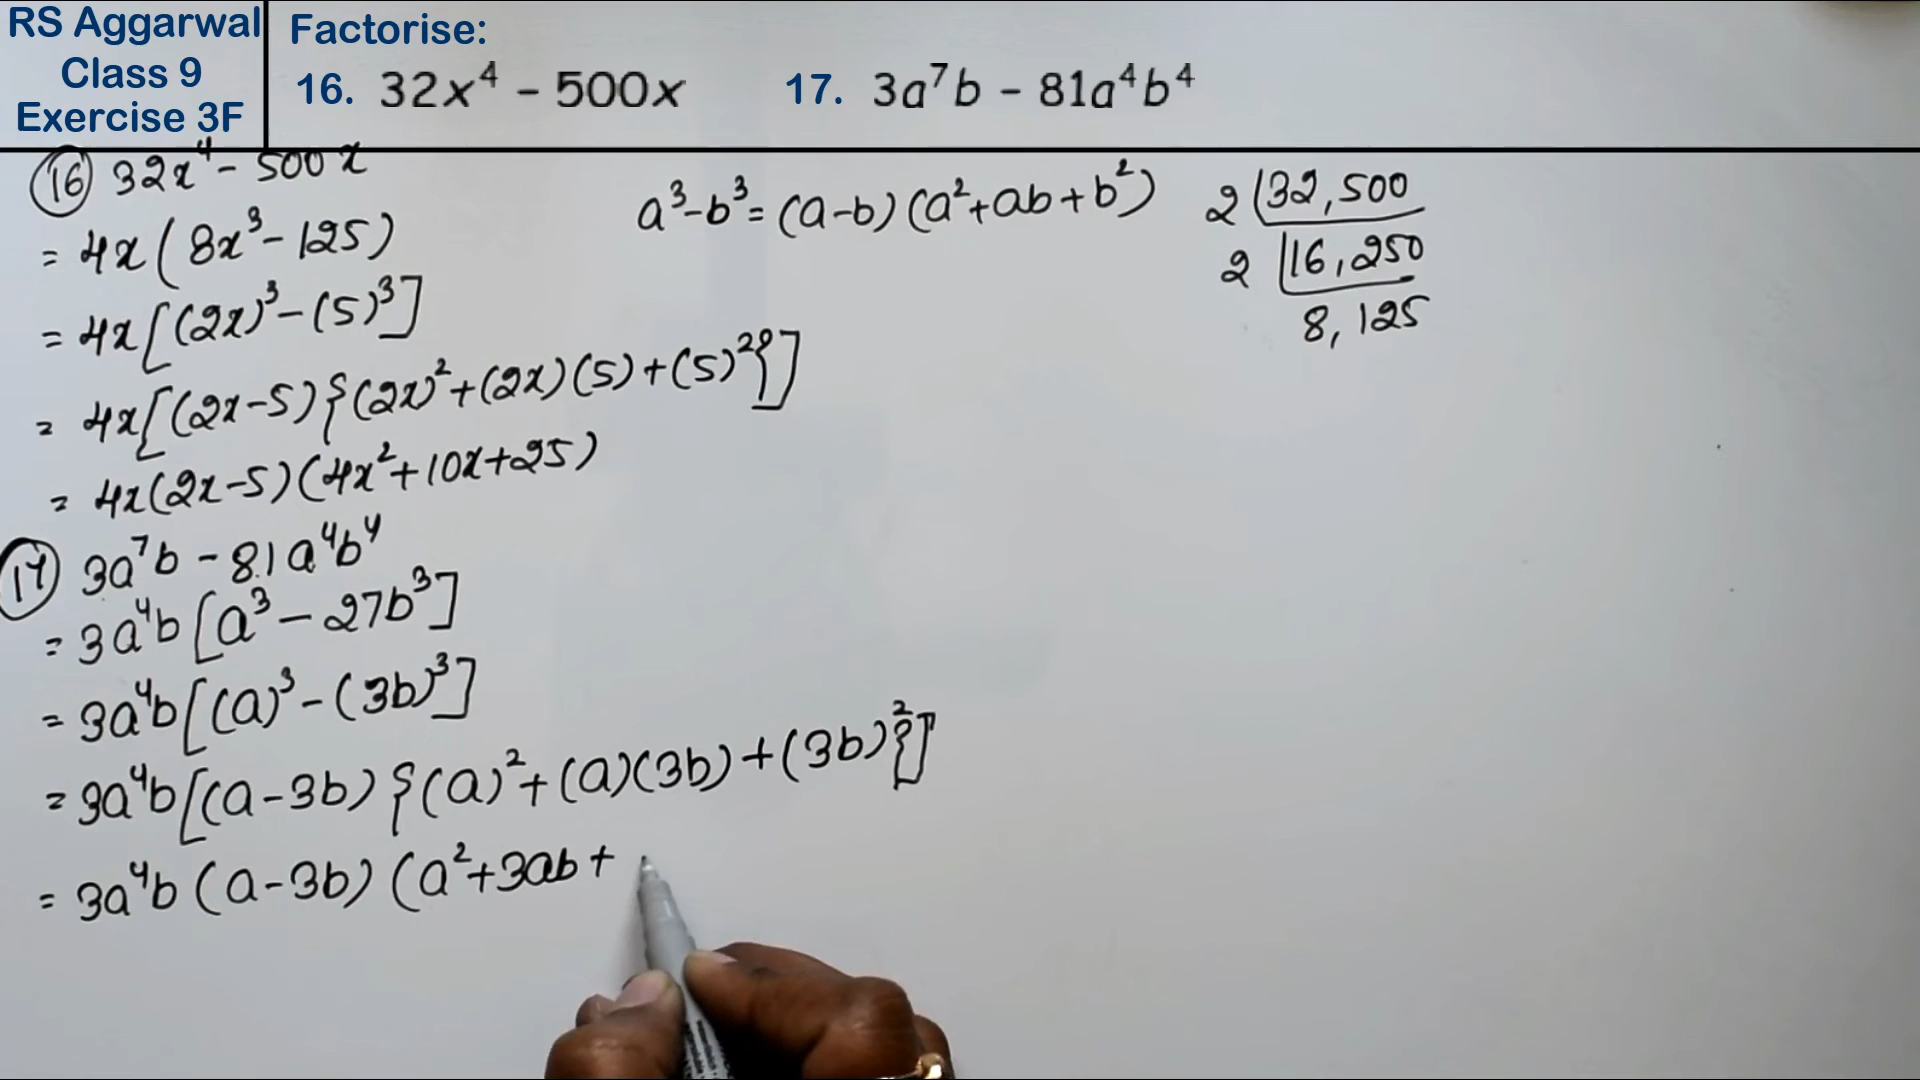 RS Aggarwal
Class 9
Exercise 3F
Factorise:
16. 32x⁴ - 500x 17. 3a⁷b - 81a⁴b⁴
(16) 32x⁴ - 500x
= 4x(8x³ - 125)
= 4x[(2x)³ - (5)³]
= 4x[(2x-5){(2x)²+(2x)(5)+(5)²}]
= 4x(2x-5)(4x²+10x+25)
a³-b³ = (a-b)(a²+ab+b²)
2 | 32, 500
2 | 16, 250
8, 125
(17) 3a⁷b - 81a⁴b⁴
= 3a⁴b[a³ - 27b³]
= 3a⁴b[(a)³ - (3b)³]
= 3a⁴b[(a-3b){(a)²+(a)(3b)+(3b)²}]
= 3a⁴b(a-3b)(a²+3ab+